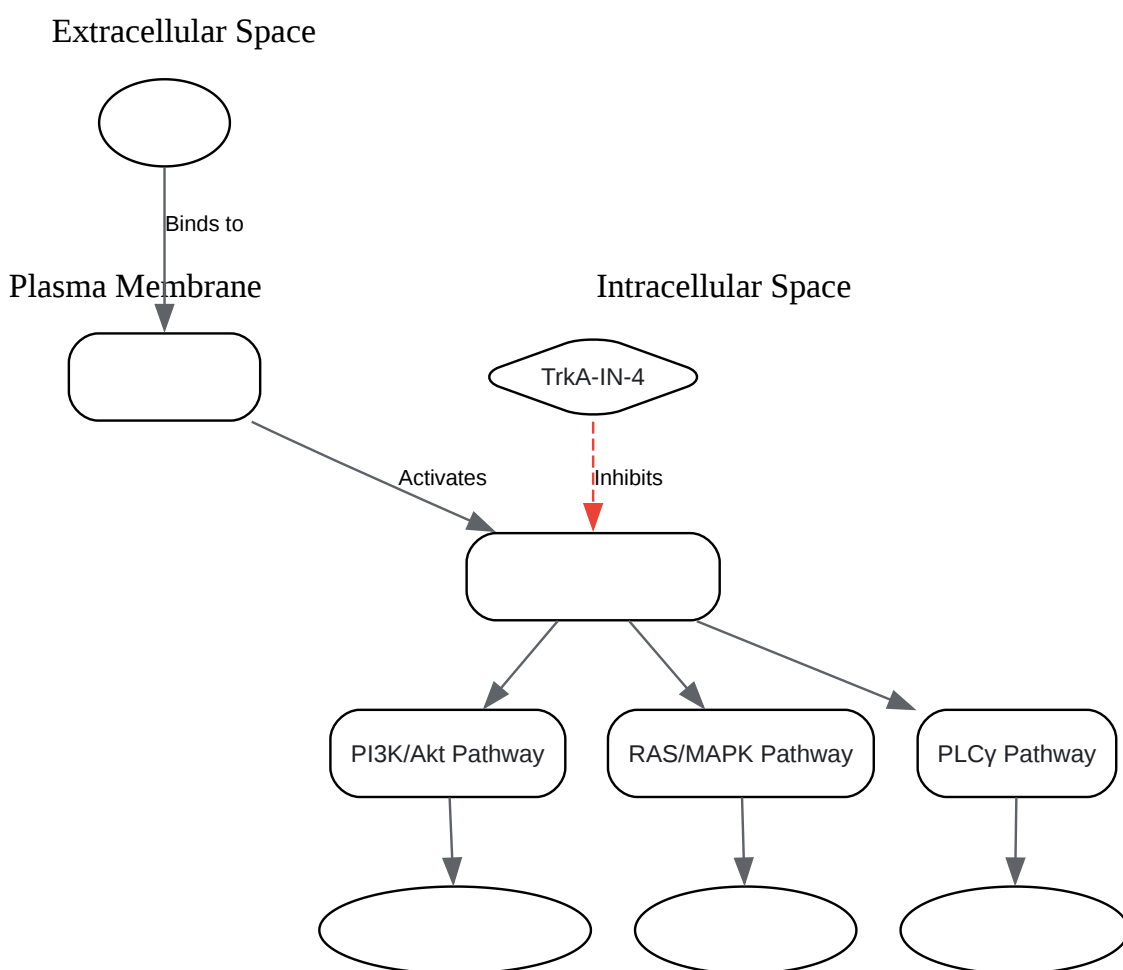 Extracellular Space
Binds to
Plasma Membrane
Intracellular Space
TrkA-IN-4
Activates
Inhibits
PI3K/Akt Pathway
RAS/MAPK Pathway
PLCγ Pathway